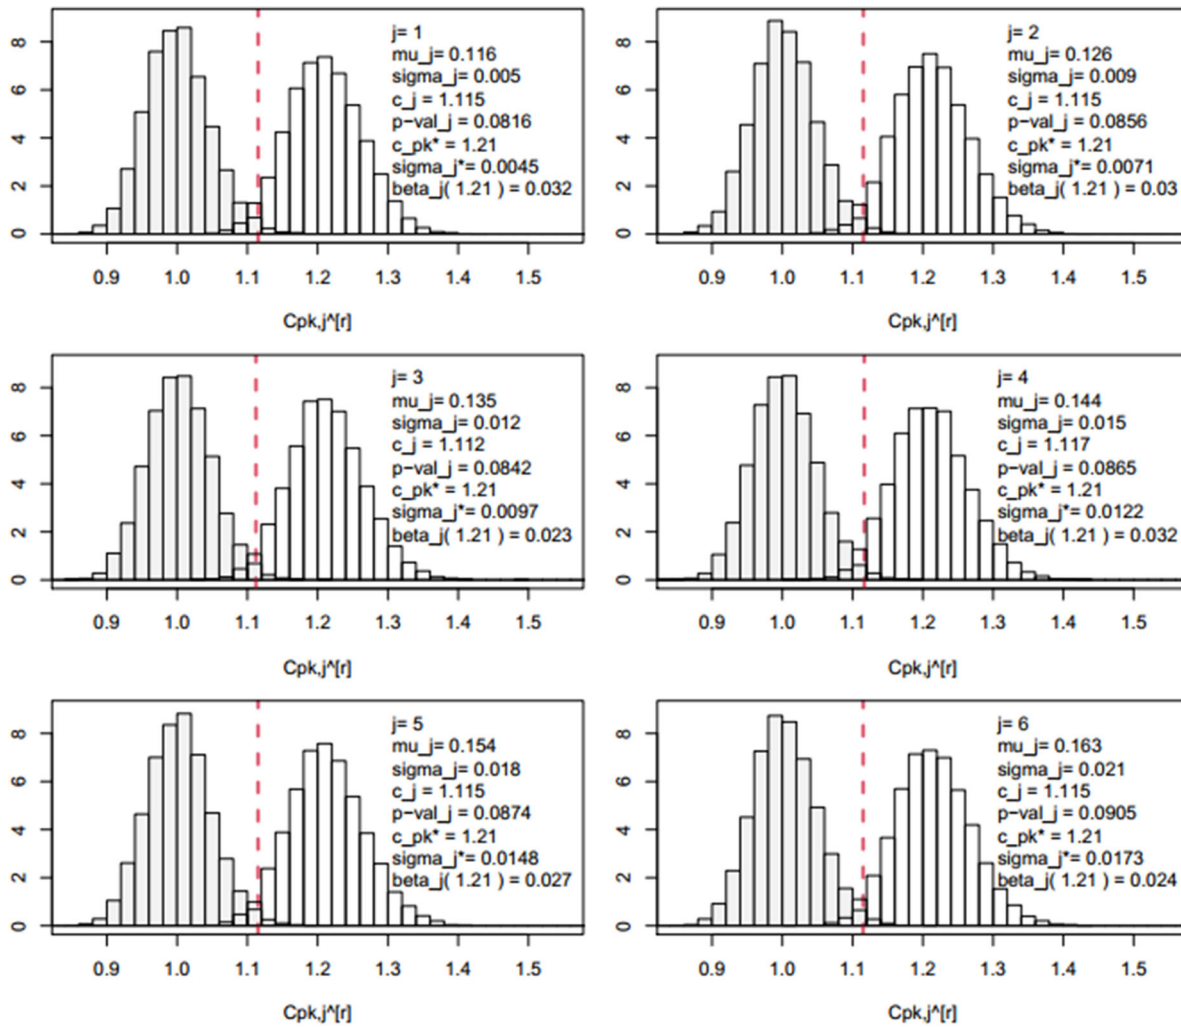 j= 1
mu_j= 0.116
sigma_j= 0.005
c_j = 1.115
p−val_j = 0.0816
c_pk* = 1.21
sigma_j*= 0.0045
beta_j( 1.21 ) = 0.032
0 2 4 6 8
0.9 1.0 1.1 1.2 1.3 1.4 1.5
Cpk,j^[r]
j= 2
mu_j= 0.126
sigma_j= 0.009
c_j = 1.115
p−val_j = 0.0856
c_pk* = 1.21
sigma_j*= 0.0071
beta_j( 1.21 ) = 0.03
0 2 4 6 8
0.9 1.0 1.1 1.2 1.3 1.4 1.5
Cpk,j^[r]
j= 3
mu_j= 0.135
sigma_j= 0.012
c_j = 1.112
p−val_j = 0.0842
c_pk* = 1.21
sigma_j*= 0.0097
beta_j( 1.21 ) = 0.023
0 2 4 6 8
0.9 1.0 1.1 1.2 1.3 1.4 1.5
Cpk,j^[r]
j= 4
mu_j= 0.144
sigma_j= 0.015
c_j = 1.117
p−val_j = 0.0865
c_pk* = 1.21
sigma_j*= 0.0122
beta_j( 1.21 ) = 0.032
0 2 4 6 8
0.9 1.0 1.1 1.2 1.3 1.4 1.5
Cpk,j^[r]
j= 5
mu_j= 0.154
sigma_j= 0.018
c_j = 1.115
p−val_j = 0.0874
c_pk* = 1.21
sigma_j*= 0.0148
beta_j( 1.21 ) = 0.027
0 2 4 6 8
0.9 1.0 1.1 1.2 1.3 1.4 1.5
Cpk,j^[r]
j= 6
mu_j= 0.163
sigma_j= 0.021
c_j = 1.115
p−val_j = 0.0905
c_pk* = 1.21
sigma_j*= 0.0173
beta_j( 1.21 ) = 0.024
0 2 4 6 8
0.9 1.0 1.1 1.2 1.3 1.4 1.5
Cpk,j^[r]